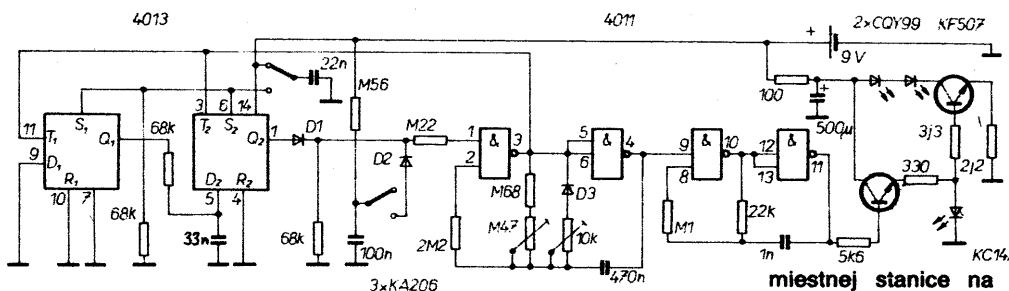 4013
4011
2×CQY99 KF507
+
9V
22n
M56
100
+
500µ
3 6 14
11 T₁ S₁ Q₁
9 D₁ R₁
10 7
68k
T₂ S₂ Q₂ 1
D₂ R₂
5 4
D1
D2
M22
1 & 3
2
5 & 4
6
9 & 10
8
12 & 11
13
3j3
2j2
330
68k
33n
68k
100n
2M2
M68
M47
D3
10k
470n
M1
22k
1n
5k6
KC14
3×KA206
miestnej stanice na